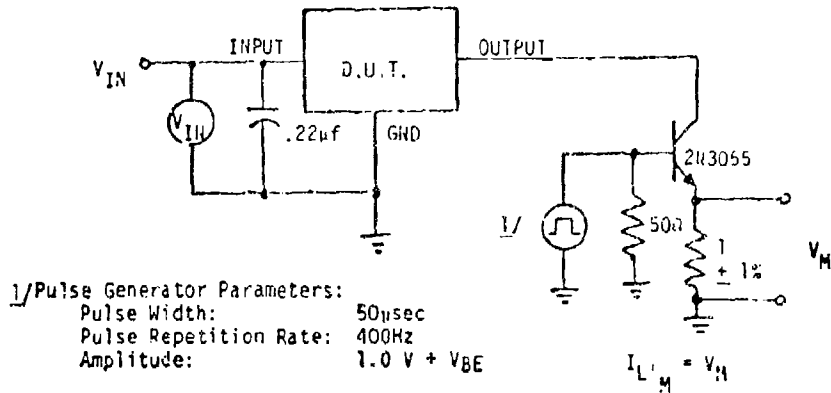 INPUT
OUTPUT
V_IN
D.U.T.
V_IN
.22µf
GND
2N3055
1/
50Ω
1
± 1%
V_M
1/Pulse Generator Parameters:
Pulse Width: 50µsec
Pulse Repetition Rate: 400Hz
Amplitude: 1.0 V + V_BE
I_L'_M = V_M